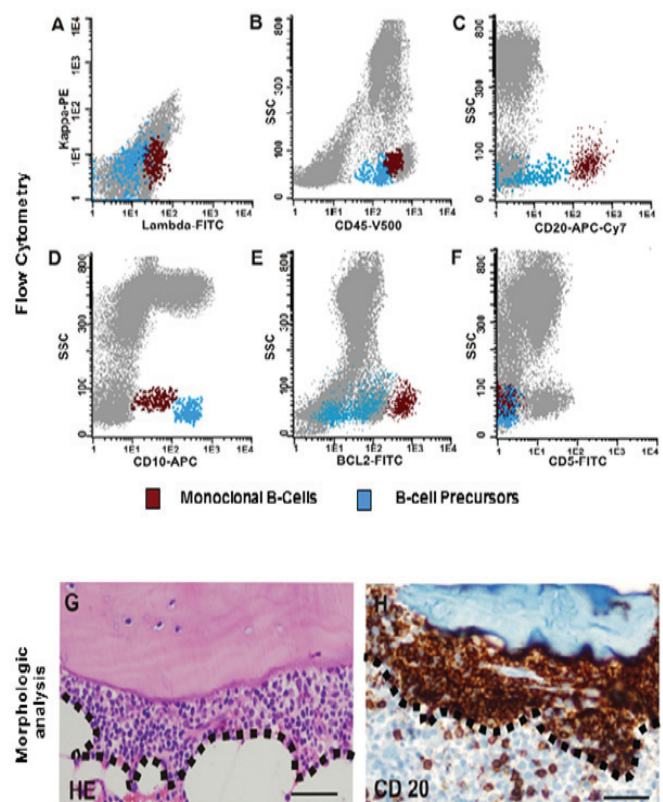 Flow Cytometry
A
Kappa-PE
1 1E1 1E2 1E3 1E4
1 1E1 1E2 1E3 1E4
Lambda-FITC
B
SSC
0 100 300 800
1 1E1 1E2 1E3 1E4
CD45-V500
C
SSC
0 100 300 800
1 1E1 1E2 1E3 1E4
CD20-APC-Cy7
D
SSC
0 100 300 800
1 1E1 1E2 1E3 1E4
CD10-APC
E
SSC
0 100 300 800
1 1E1 1E2 1E3 1E4
BCL2-FITC
F
SSC
0 100 300 800
1 1E1 1E2 1E3 1E4
CD5-FITC
Monoclonal B-Cells
B-cell Precursors
Morphologic
analysis
G
HE
H
CD 20